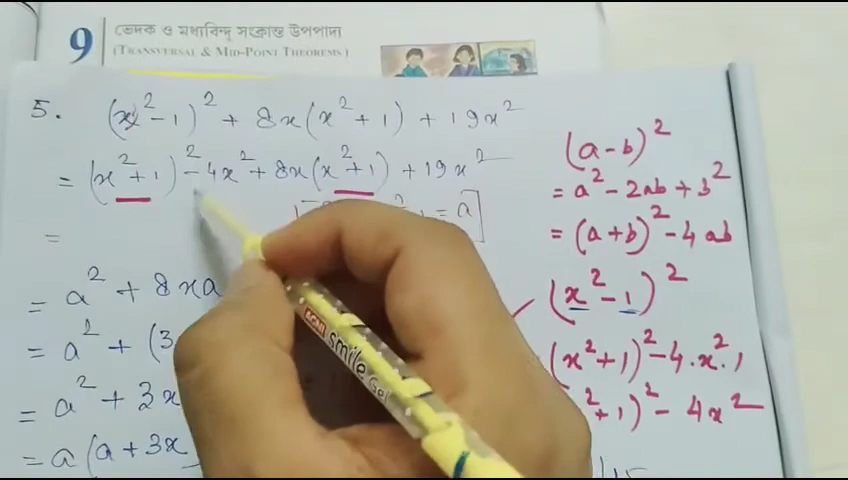 9
ভেদক ও মধ্যবিন্দু সংক্রান্ত উপপাদ্য
(TRANSVERSAL & MID-POINT THEOREMS)
5. (x² - 1)² + 8x(x² + 1) + 19x²
= (x² + 1)² - 4x² + 8x(x² + 1) + 19x²
= a]
=
= a² + 8xa
= a² + (3
= a² + 3x
= a(a + 3x
(a - b)²
= a² - 2ab + b²
= (a + b)² - 4ab
(x² - 1)²
(x² + 1)² - 4·x²·1
² + 1)² - 4x²
smile Gel